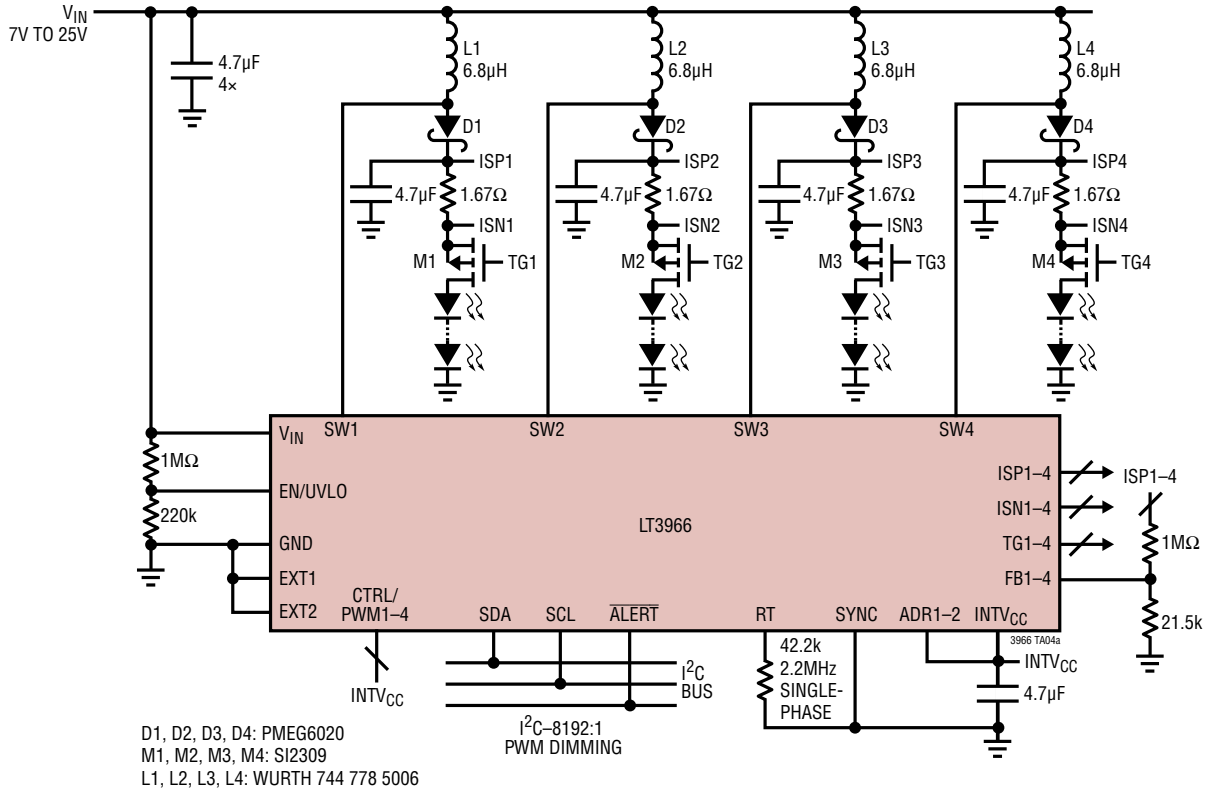 VIN
7V TO 25V
4.7µF
4×
L1
6.8µH
L2
6.8µH
L3
6.8µH
L4
6.8µH
D1
D2
D3
D4
ISP1
ISP2
ISP3
ISP4
4.7µF
1.67Ω
4.7µF
1.67Ω
4.7µF
1.67Ω
4.7µF
1.67Ω
ISN1
ISN2
ISN3
ISN4
M1
TG1
M2
TG2
M3
TG3
M4
TG4
VIN
SW1
SW2
SW3
SW4
1MΩ
EN/UVLO
220k
GND
EXT1
EXT2
LT3966
ISP1–4
ISN1–4
TG1–4
FB1–4
ISP1–4
1MΩ
21.5k
CTRL/
PWM1–4
SDA
SCL
ALERT
RT
SYNC
ADR1–2
INTVCC
3966 TA04a
INTVCC
I2C
BUS
I2C–8192:1
PWM DIMMING
42.2k
2.2MHz
SINGLE-
PHASE
INTVCC
4.7µF
D1, D2, D3, D4: PMEG6020
M1, M2, M3, M4: SI2309
L1, L2, L3, L4: WURTH 744 778 5006